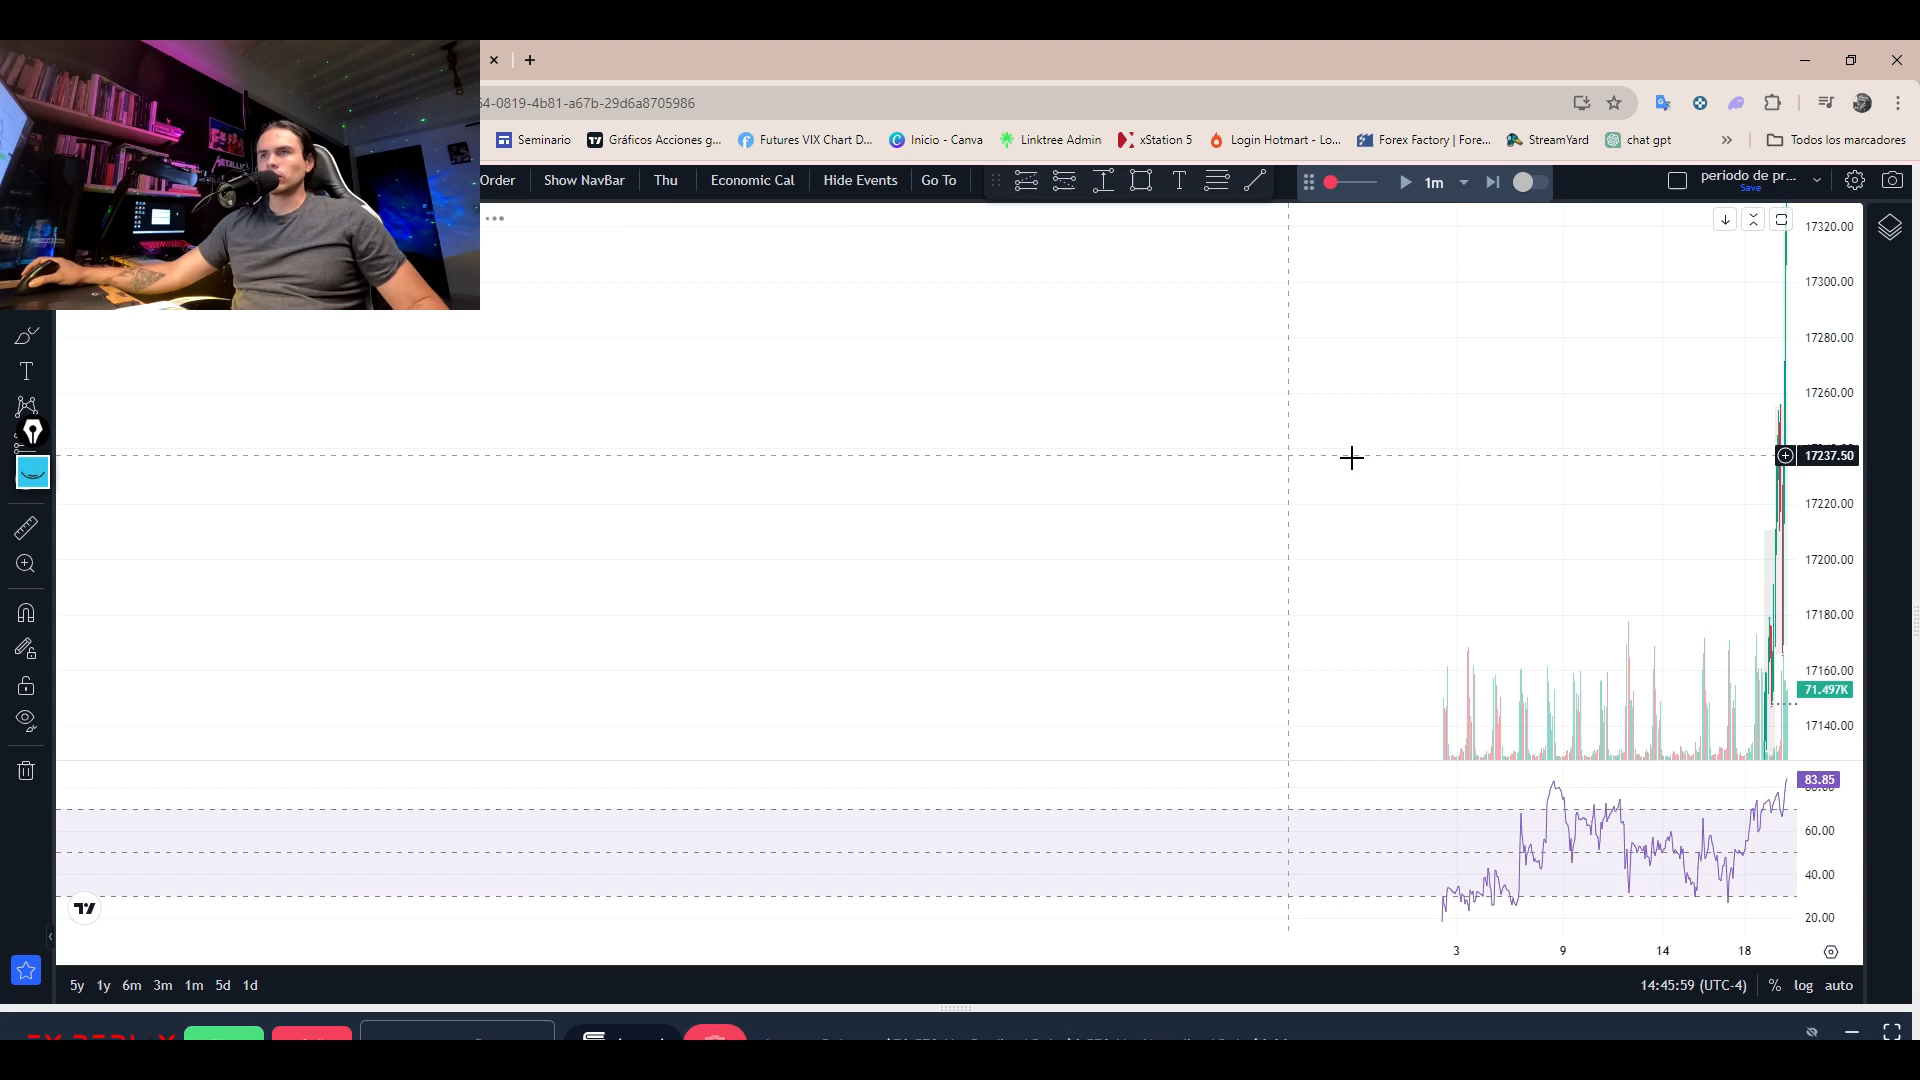 64-0819-4b81-a67b-29d6a8705986
Seminario
Gráficos Acciones g...
Futures VIX Chart D...
Inicio - Canva
Linktree Admin
xStation 5
Login Hotmart - Lo...
Forex Factory | Fore...
StreamYard
chat gpt
Todos los marcadores
Order
Show NavBar
Thu
Economic Cal
Hide Events
Go To
1m
periodo de pr...
Save
METALLICA
17320.00
17300.00
17280.00
17260.00
17237.50
17220.00
17200.00
17180.00
17160.00
71.497K
17140.00
83.85
60.00
40.00
20.00
3
9
14
18
5y
1y
6m
3m
1m
5d
1d
14:45:59 (UTC-4)
%
log
auto